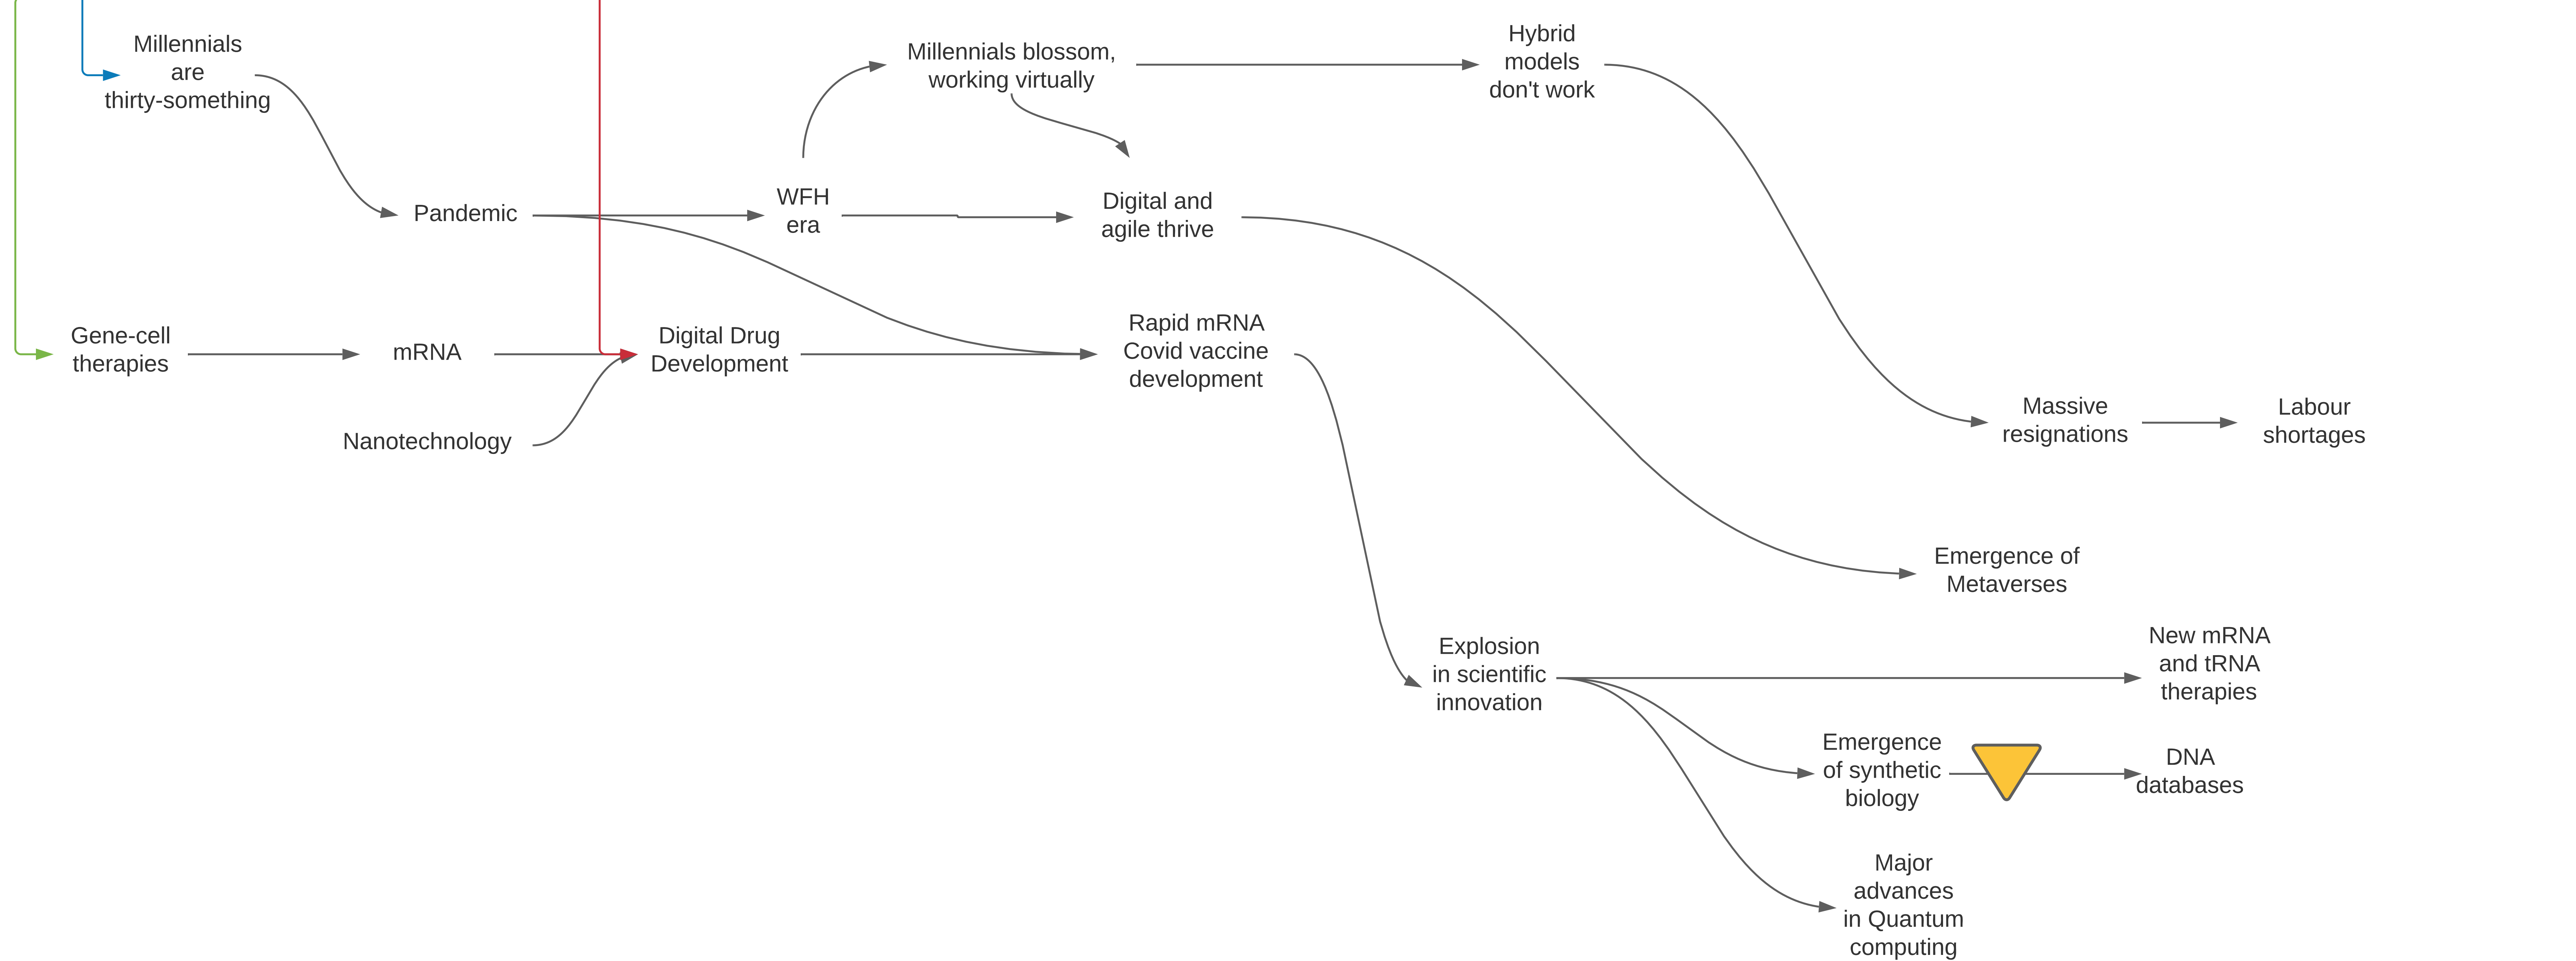 Millennials
are
thirty-something
Millennials blossom,
working virtually
Hybrid
models
don't work
Pandemic
WFH
era
Digital and
agile thrive
Gene-cell
therapies
mRNA
Digital Drug
Development
Rapid mRNA
Covid vaccine
development
Nanotechnology
Massive
resignations
Labour
shortages
Emergence of
Metaverses
Explosion
in scientific
innovation
New mRNA
and tRNA
therapies
Emergence
of synthetic
biology
DNA
databases
Major
advances
in Quantum
computing